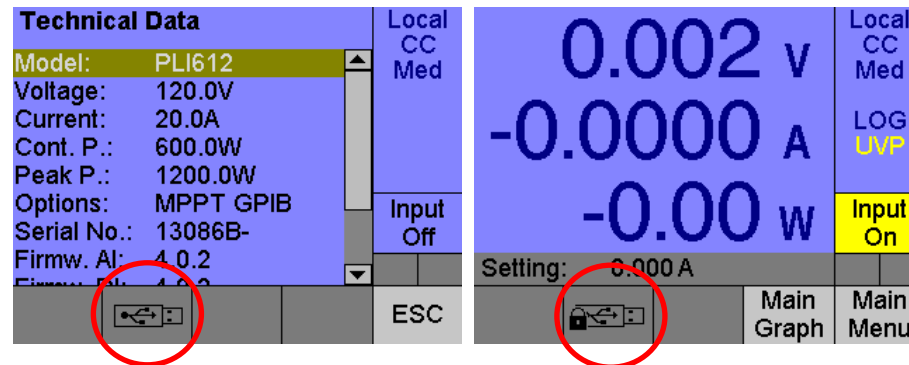 Technical Data
Model: PLI612
Voltage: 120.0V
Current: 20.0A
Cont. P.: 600.0W
Peak P.: 1200.0W
Options: MPPT GPIB
Serial No.: 13086B-
Firmw. AI: 4.0.2
Local
CC
Med
Input
Off
ESC
0.002 V
-0.0000 A
-0.00 W
Setting: 0.000 A
Local
CC
Med
LOG
UVP
Input
On
Main
Graph
Main
Menu